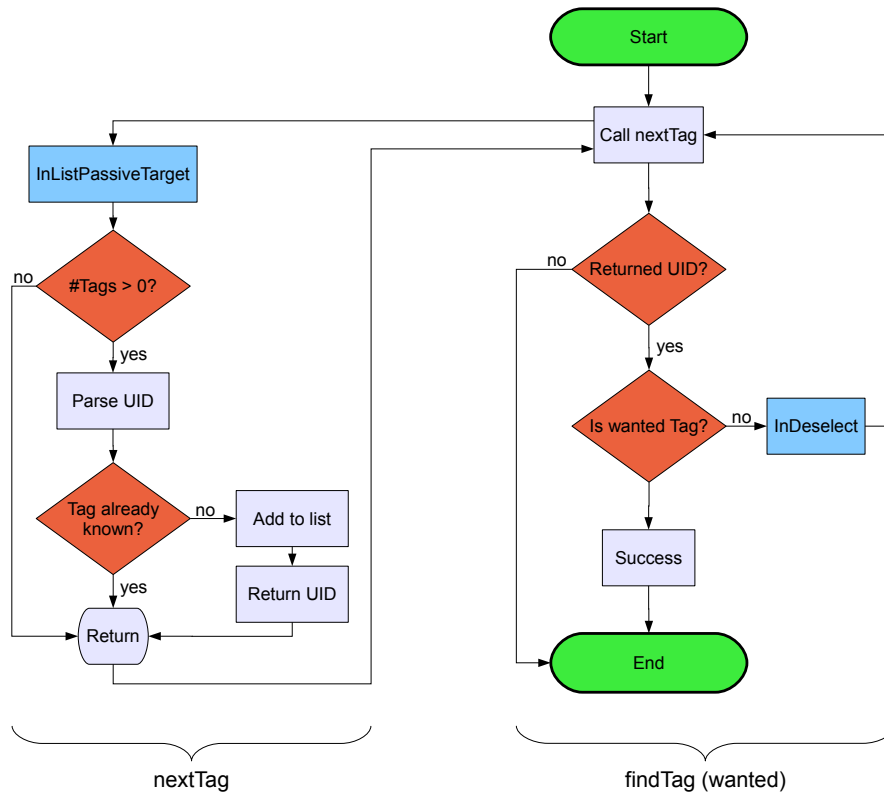 Start
Call nextTag
InListPassiveTarget
#Tags > 0?
no
yes
Parse UID
Tag already
known?
no
Add to list
Return UID
yes
Return
nextTag
Returned UID?
no
yes
Is wanted Tag?
no
InDeselect
Success
End
findTag (wanted)